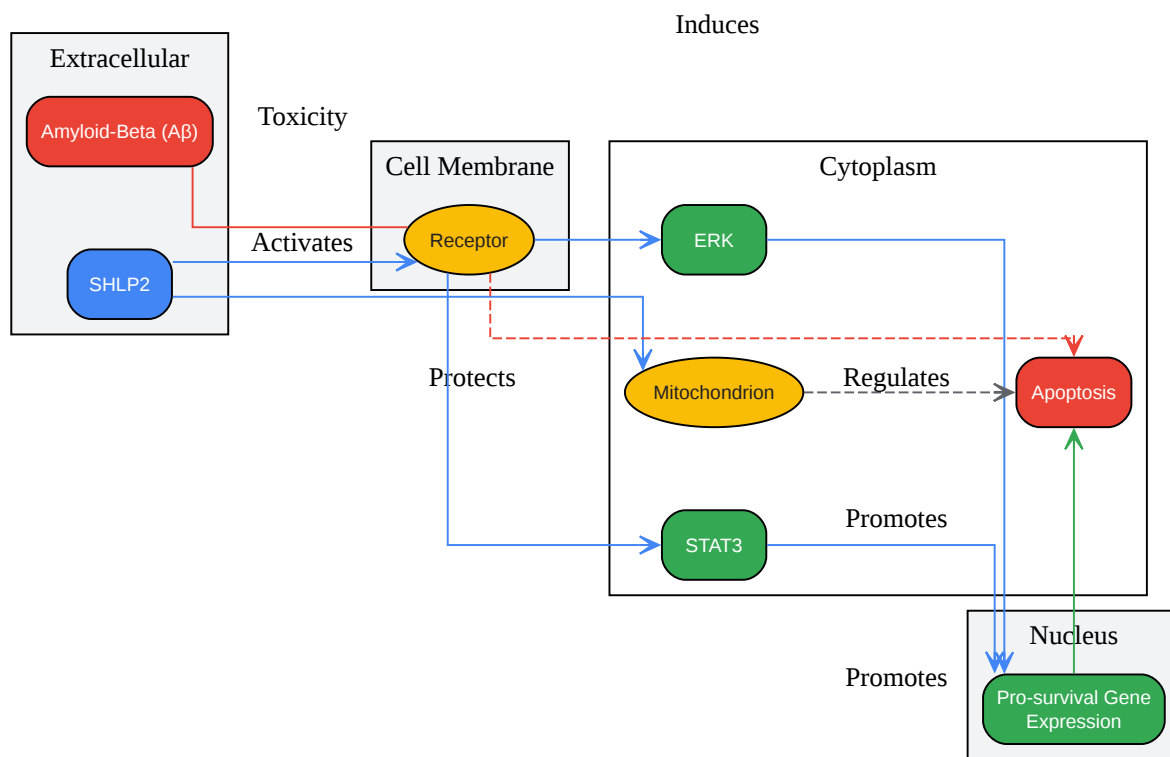 Induces
Extracellular
Amyloid-Beta (Aβ)
Toxicity
Cell Membrane
Cytoplasm
Receptor
ERK
Activates
SHLP2
Protects
Mitochondrion
Regulates
Apoptosis
STAT3
Promotes
Nucleus
Promotes
Pro-survival Gene
Expression